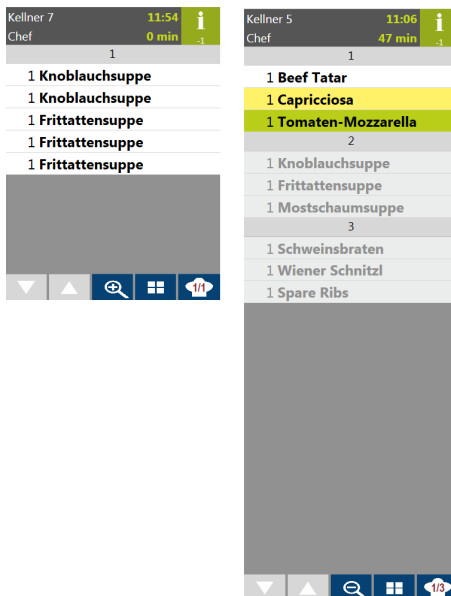 Kellner 7 11:54 i
Chef 0 min -1
1
1 Knoblauchsuppe
1 Knoblauchsuppe
1 Frittattensuppe
1 Frittattensuppe
1 Frittattensuppe
1/1
Kellner 5 11:06 i
Chef 47 min -1
1
1 Beef Tatar
1 Capricciosa
1 Tomaten-Mozzarella
2
1 Knoblauchsuppe
1 Frittattensuppe
1 Mostschaumsuppe
3
1 Schweinsbraten
1 Wiener Schnitzl
1 Spare Ribs
1/3